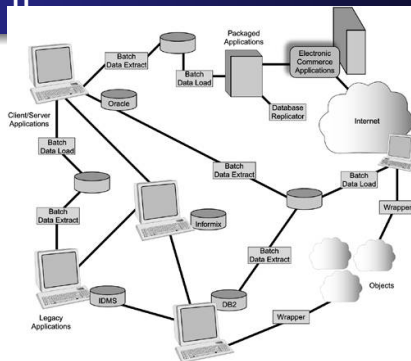 Packaged
Applications
Batch
Data Extract
Batch
Data Load
Electronic
Commerce
Applications
Oracle
Client/Server
Applications
Database
Replicator
Internet
Batch
Data Load
Batch
Data Extract
Batch
Data Load
Batch
Data Extract
Wrapper
Informix
Batch
Data Extract
Objects
IDMS
DB2
Legacy
Applications
Wrapper